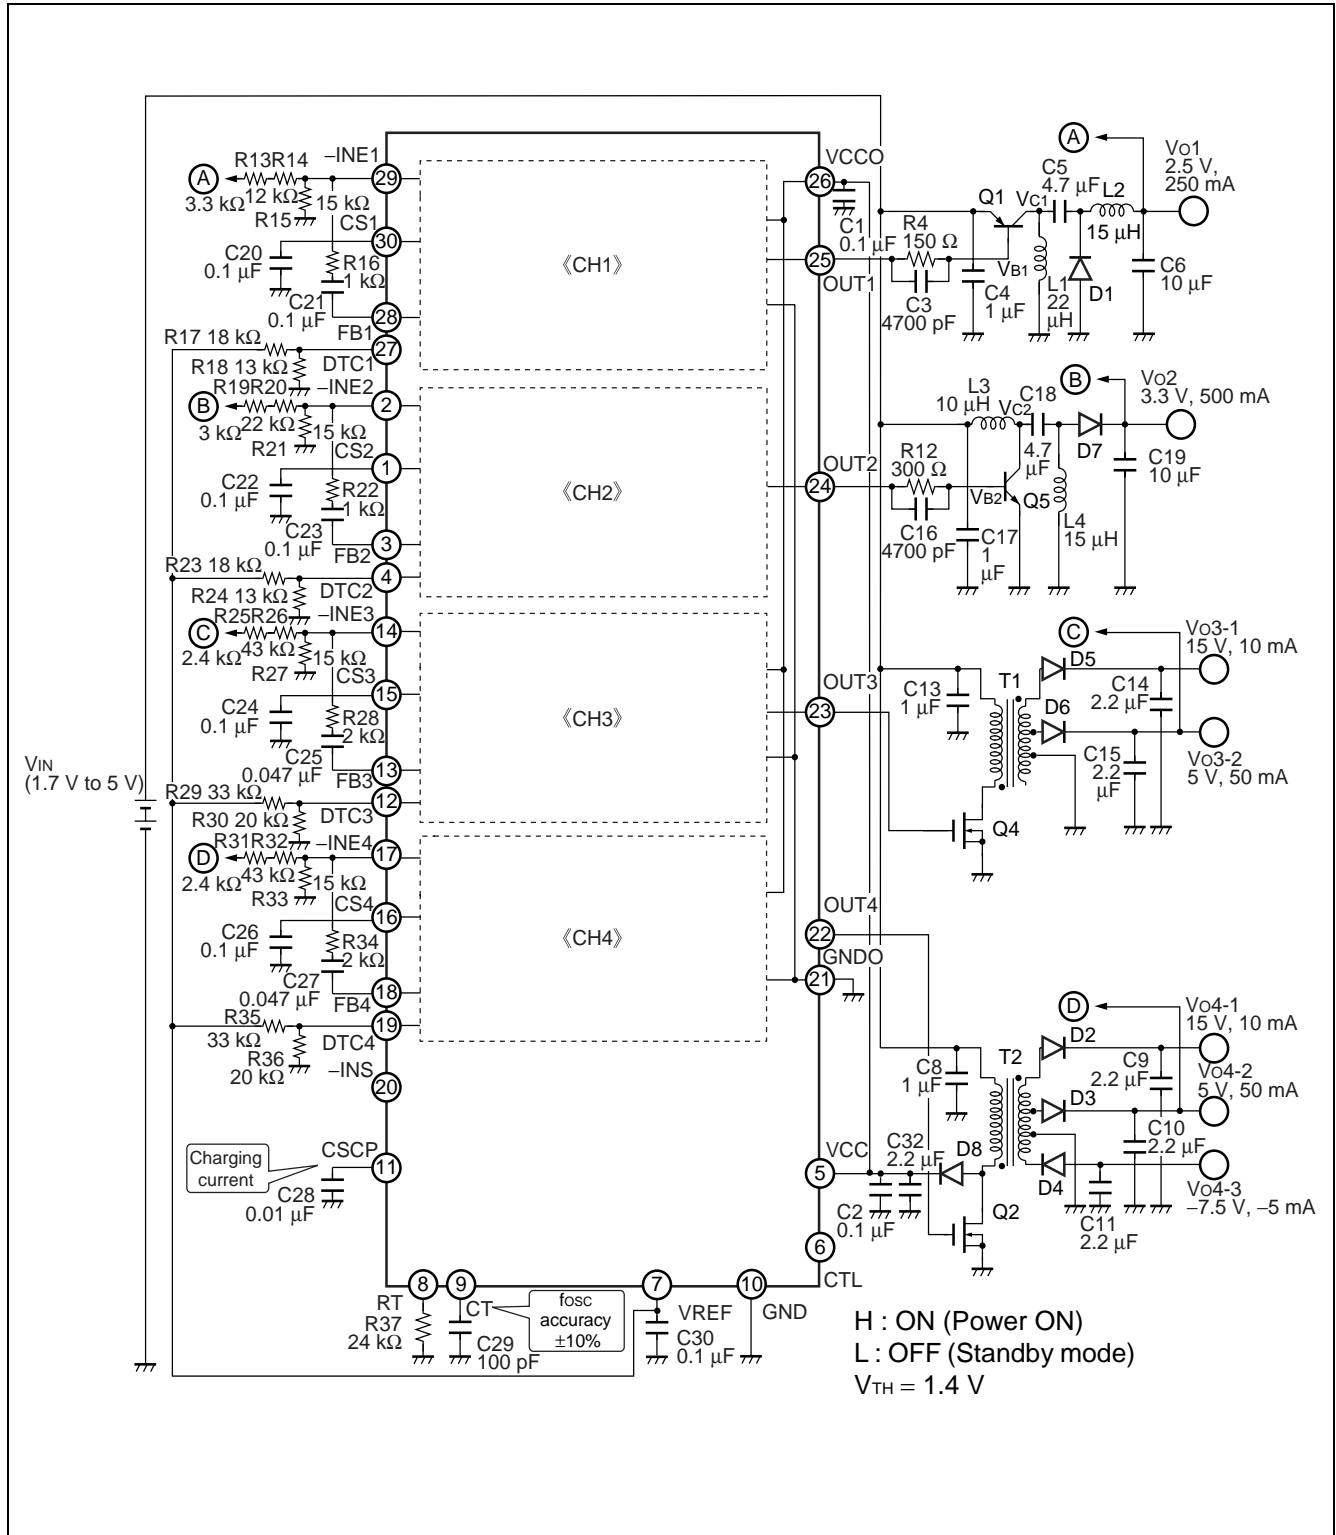 A
R13R14
−INE1
29
3.3 kΩ
12 kΩ
15 kΩ
R15
CS1
30
C20
0.1 µF
R16
1 kΩ
C21
0.1 µF
28
FB1
R17 18 kΩ
27
R18 13 kΩ
DTC1
《CH1》
−INE2
R19R20
B
2
3 kΩ
22 kΩ
15 kΩ
R21
CS2
1
C22
0.1 µF
R22
1 kΩ
C23
0.1 µF
3
FB2
R23 18 kΩ
4
R24 13 kΩ
DTC2
《CH2》
−INE3
R25R26
C
14
2.4 kΩ
43 kΩ
15 kΩ
R27
CS3
15
C24
0.1 µF
R28
2 kΩ
C25
0.047 µF
13
FB3
R29 33 kΩ
12
R30 20 kΩ
DTC3
《CH3》
−INE4
R31R32
D
17
2.4 kΩ
43 kΩ
15 kΩ
R33
CS4
16
C26
0.1 µF
R34
2 kΩ
C27
0.047 µF
18
FB4
R35
33 kΩ
19
R36
20 kΩ
DTC4
《CH4》
−INS
20
VIN
(1.7 V to 5 V)
CSCP
11
Charging
current
C28
0.01 µF
8
9
7
10
RT
R37
24 kΩ
CT
C29
100 pF
fosc
accuracy
±10%
VREF
C30
0.1 µF
GND
VCCO
26
C1
0.1 µF
25
OUT1
R4
150 Ω
C3
4700 pF
Q1
VB1
C4
1 µF
VC1
L1
22
µH
C5
4.7 µF
D1
L2
15 µH
A
C6
10 µF
VO1
2.5 V,
250 mA
OUT2
24
R12
300 Ω
C16
4700 pF
L3
10 µH
VC2
VB2
C17
1
µF
Q5
C18
4.7
µF
L4
15 µH
D7
B
C19
10 µF
VO2
3.3 V, 500 mA
OUT3
23
C13
1 µF
T1
Q4
D5
D6
C
C14
2.2 µF
C15
2.2
µF
VO3-1
15 V, 10 mA
VO3-2
5 V, 50 mA
OUT4
22
GNDO
21
C8
1 µF
T2
D2
D3
D4
D
C9
2.2 µF
C10
2.2 µF
C11
2.2 µF
VO4-1
15 V, 10 mA
VO4-2
5 V, 50 mA
VO4-3
−7.5 V, −5 mA
VCC
5
C32
2.2 µF
D8
C2
0.1 µF
Q2
6
CTL
H : ON (Power ON)
L : OFF (Standby mode)
VTH = 1.4 V